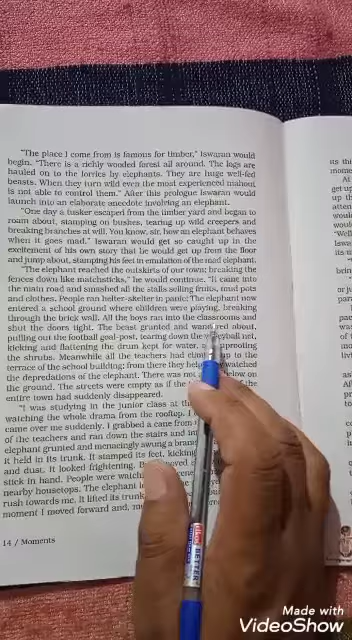 "The place I come from is famous for timber," Iswaran would
begin. "There is a richly wooded forest all around. The logs are
hauled on to the lorries by elephants. They are huge well-fed
beasts. When they turn wild even the most experienced mahout
is not able to control them." After this prologue Iswaran would
launch into an elaborate anecdote involving an elephant.
"One day a tusker escaped from the timber yard and began to
roam about, stamping on bushes, tearing up wild creepers and
breaking branches at will. You know, sir, how an elephant behaves
when it goes mad." Iswaran would get so caught up in the
excitement of his own story that he would get up from the floor
and jump about, stamping his feet in emulation of the mad elephant.
"The elephant reached the outskirts of our town; breaking the
fences down like matchsticks," he would continue. "It came into
the main road and smashed all the stalls selling fruits, mud pots
and clothes. People ran helter-skelter in panic! The elephant now
entered a school ground where children were playing, breaking
through the brick wall. All the boys ran into the classrooms and
shut the doors tight. The beast grunted and about,
pulling out the football goal-post, tearing down the net,
kicking and flattening the drum kept for water, uprooting
the shrubs. Meanwhile all the teachers had up to the
terrace of the school building; from there they watched
the depredations of the elephant. There was not below on
the ground. The streets were empty as if the of the
entire town had suddenly disappeared.
"I was studying in the junior class at
watching the whole drama from the rooftop. I
came over me suddenly. I grabbed a cane from
of the teachers and ran down the stairs and
elephant grunted and menacingly swung a
it held in its trunk. It stamped its feet, kicking
and dust. It looked frightening.
stick in hand. People were
nearby housetops. The elephant
rush towards me. It lifted its trunk
moment I moved forward and,
14 / Moments
At
get up
"Well
par
Cello
BETTER
Made with
VideoShow